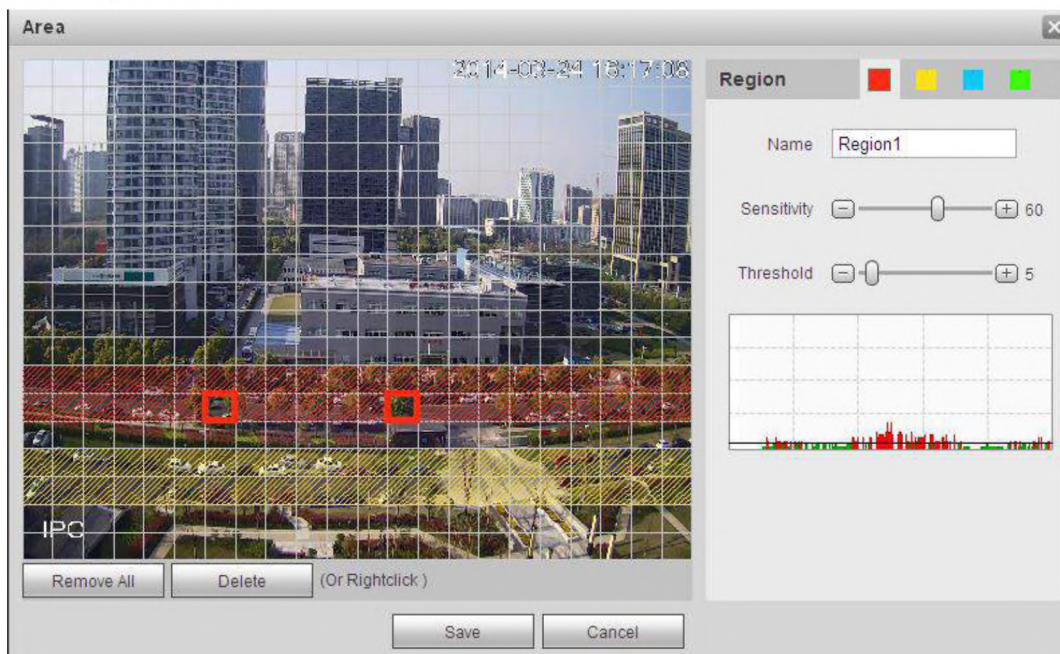 Area
2014-03-24 16:17:08
Region
Name Region1
Sensitivity 60
Threshold 5
IPC
Remove All Delete (Or Rightclick )
Save Cancel